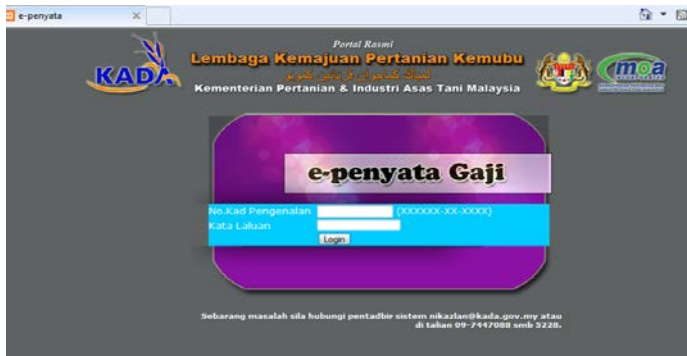 e-penyata
Portal Rasmi
KADA
Lembaga Kemajuan Pertanian Kemubu
moa
Kementerian Pertanian & Industri Asas Tani Malaysia
e-penyata Gaji
No.Kad Pengenalan (XXXXXX-XX-XXXX)
Kata Laluan
Login
Sebarang masalah sila hubungi pentadbir sistem nikazlan@kada.gov.my atau
di talian 09-7447088 smb 5228.